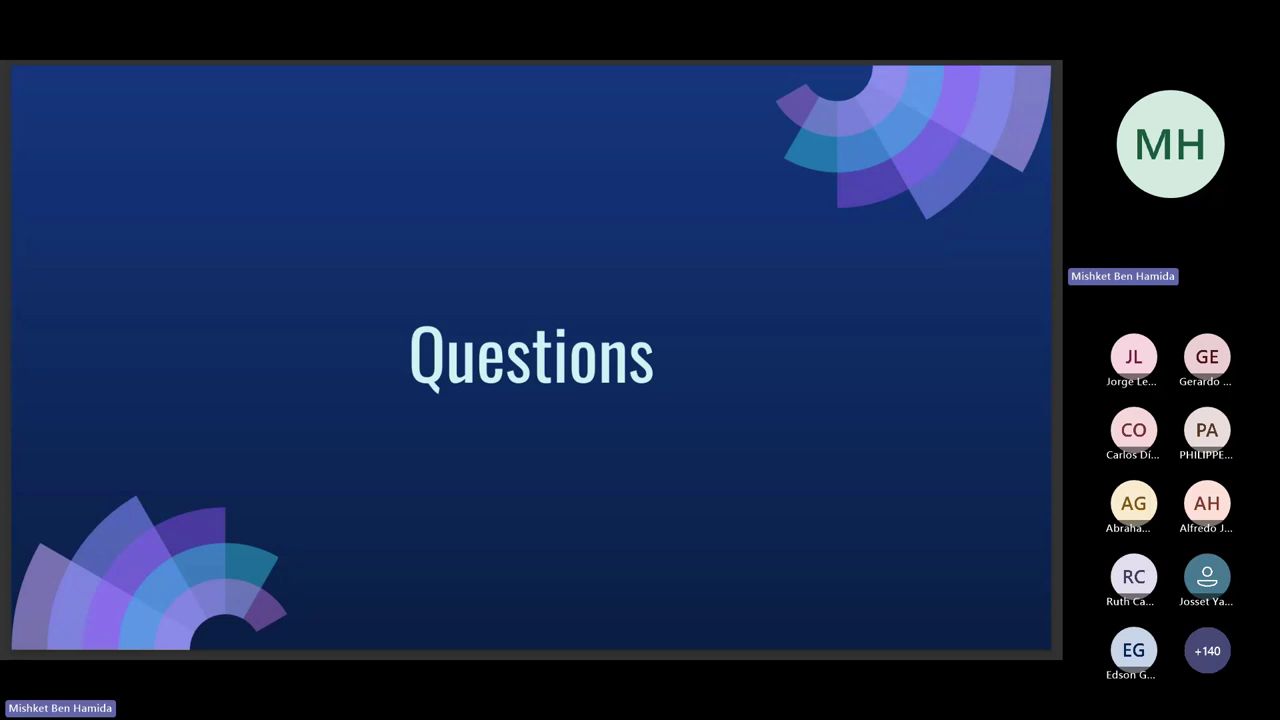 Questions
MH
Mishket Ben Hamida
JL
Jorge Le...
GE
Gerardo ...
CO
Carlos Dí...
PA
PHILIPPE...
AG
Abraha...
AH
Alfredo J...
RC
Ruth Ca...
Josset Ya...
EG
Edson G...
+140
Mishket Ben Hamida